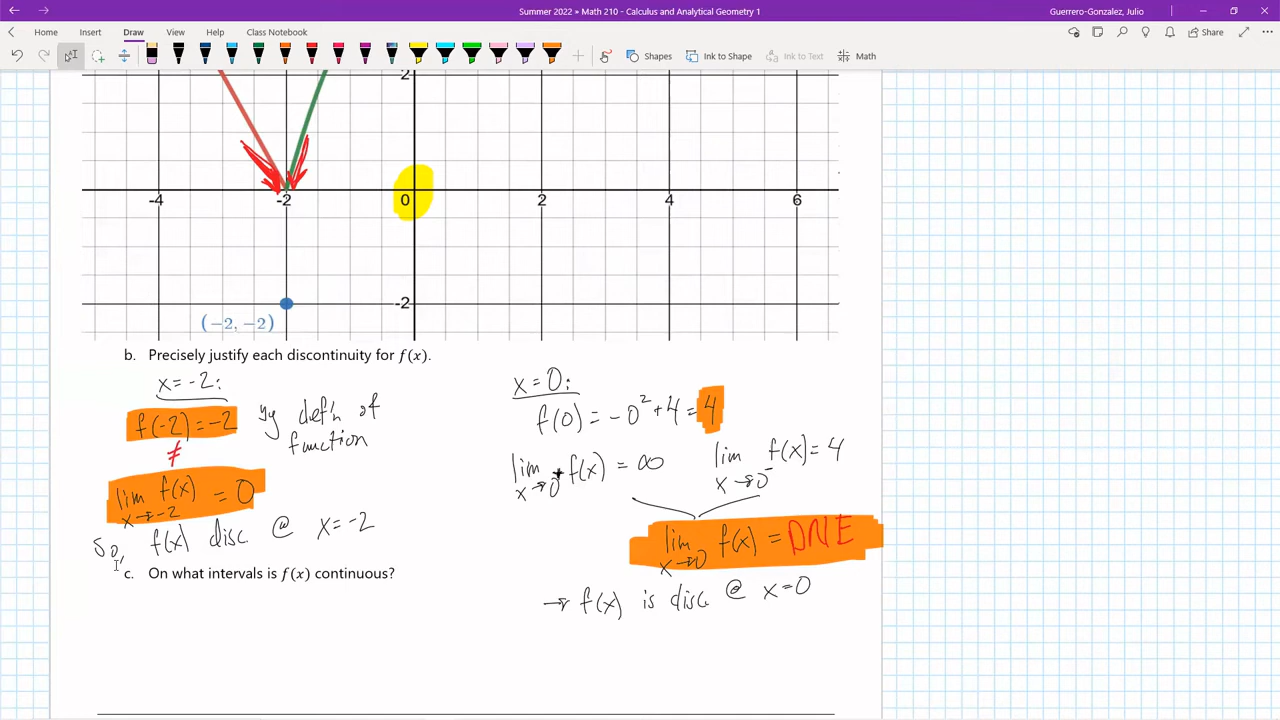 Summer 2022 » Math 210 - Calculus and Analytical Geometry 1
Guerrero-Gonzalez, Julio
Home Insert Draw View Help Class Notebook
Share
Shapes Ink to Shape Ink to Text Math
2
-4 -2 0 2 4 6
-2
(−2, −2)
b. Precisely justify each discontinuity for f(x).
x = -2:
f(-2) = -2 by def'n of
function
≠
lim f(x) = 0
x→-2
So, f(x) disc @ x = -2
x = 0:
f(0) = -0² + 4 = 4
lim f(x) = ∞
x→0⁺
lim f(x) = 4
x→0⁻
lim f(x) = DNE
x→0
→ f(x) is disc @ x=0
c. On what intervals is f(x) continuous?